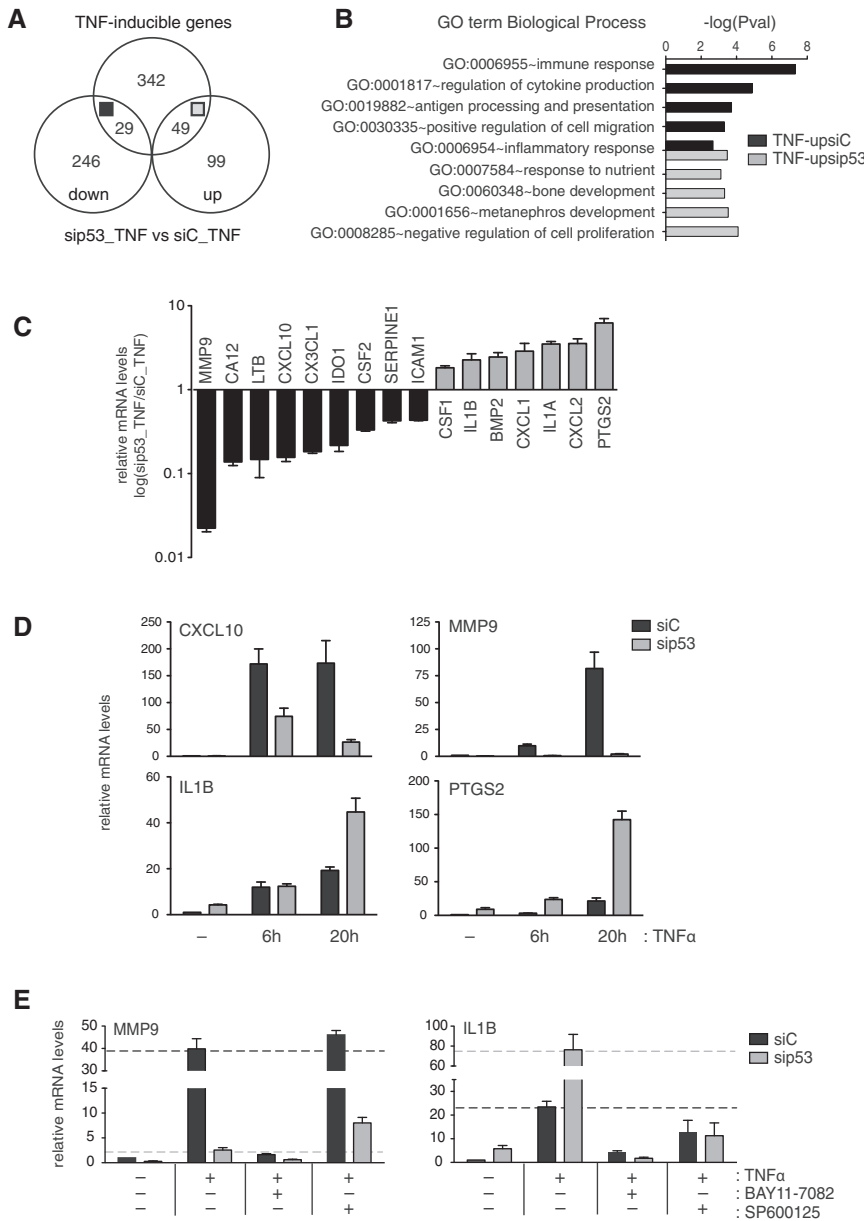 A
TNF-inducible genes
342
29
49
246
99
down
up
sip53_TNF vs siC_TNF
B
GO term Biological Process
-log(Pval)
0 2 4 6 8
GO:0006955~immune response
GO:0001817~regulation of cytokine production
GO:0019882~antigen processing and presentation
GO:0030335~positive regulation of cell migration
GO:0006954~inflammatory response
GO:0007584~response to nutrient
GO:0060348~bone development
GO:0001656~metanephros development
GO:0008285~negative regulation of cell proliferation
TNF-upsiC
TNF-upsip53
C
relative mRNA levels
log(sip53_TNF/siC_TNF)
10
1
0.1
0.01
MMP9
CA12
LTB
CXCL10
CX3CL1
IDO1
CSF2
SERPINE1
ICAM1
CSF1
IL1B
BMP2
CXCL1
IL1A
CXCL2
PTGS2
D
relative mRNA levels
CXCL10
250
200
150
100
50
0
MMP9
125
100
75
50
25
0
siC
sip53
IL1B
60
40
20
0
PTGS2
200
150
100
50
0
– 6h 20h
– 6h 20h : TNFα
E
relative mRNA levels
MMP9
50
40
30
15
10
5
0
IL1B
100
80
60
40
30
20
10
0
siC
sip53
– + + + – + + + : TNFα
– – + – – – + – : BAY11-7082
– – – + – – – + : SP600125